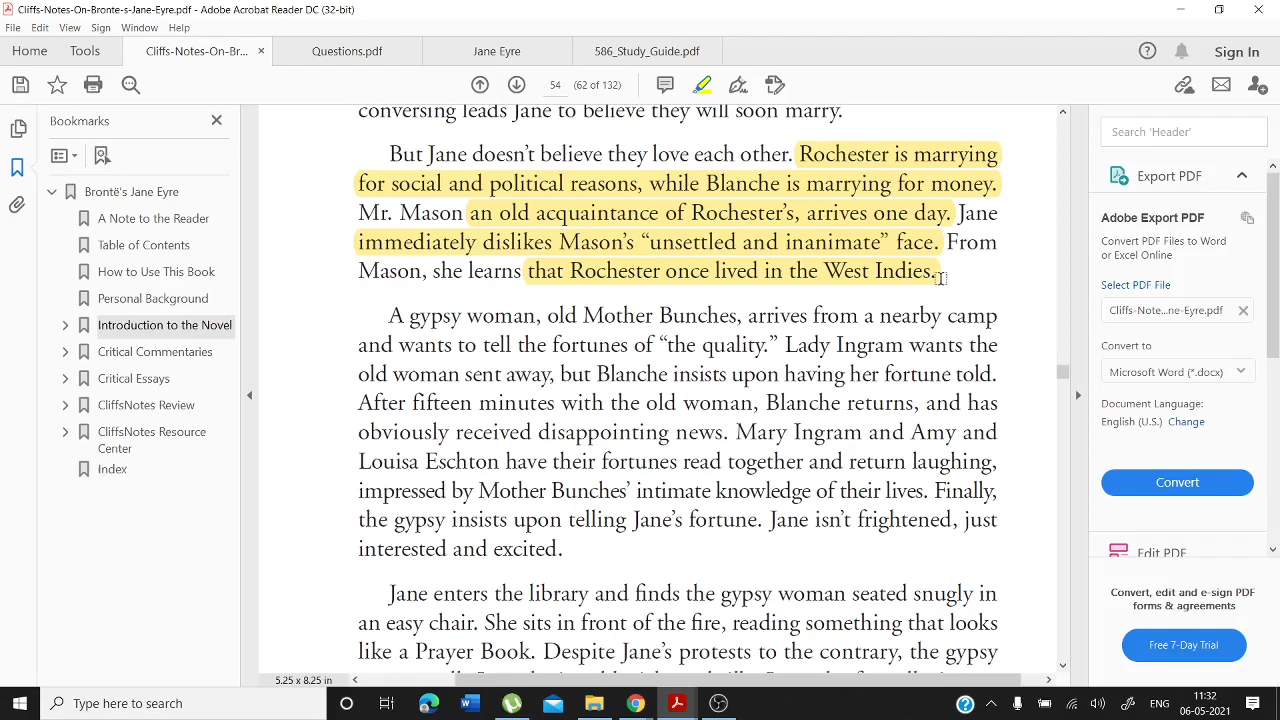 Cliffs-Notes-On-Bronte-s-Jane-Eyre.pdf - Adobe Acrobat Reader DC (32-bit)
File Edit View Sign Window Help
Home Tools Cliffs-Notes-On-Br... × Questions.pdf Jane Eyre 586_Study_Guide.pdf Sign In
54 (62 of 132)
Bookmarks
Brontë's Jane Eyre
A Note to the Reader
Table of Contents
How to Use This Book
Personal Background
Introduction to the Novel
Critical Commentaries
Critical Essays
CliffsNotes Review
CliffsNotes Resource
Center
Index
conversing leads Jane to believe they will soon marry.
But Jane doesn't believe they love each other. Rochester is marrying
for social and political reasons, while Blanche is marrying for money.
Mr. Mason an old acquaintance of Rochester's, arrives one day. Jane
immediately dislikes Mason's “unsettled and inanimate” face. From
Mason, she learns that Rochester once lived in the West Indies.
A gypsy woman, old Mother Bunches, arrives from a nearby camp
and wants to tell the fortunes of “the quality.” Lady Ingram wants the
old woman sent away, but Blanche insists upon having her fortune told.
After fifteen minutes with the old woman, Blanche returns, and has
obviously received disappointing news. Mary Ingram and Amy and
Louisa Eschton have their fortunes read together and return laughing,
impressed by Mother Bunches' intimate knowledge of their lives. Finally,
the gypsy insists upon telling Jane's fortune. Jane isn't frightened, just
interested and excited.
Jane enters the library and finds the gypsy woman seated snugly in
an easy chair. She sits in front of the fire, reading something that looks
like a Prayer Book. Despite Jane's protests to the contrary, the gypsy
5.25 x 8.25 in
Search 'Header'
Export PDF
Adobe Export PDF
Convert PDF Files to Word
or Excel Online
Select PDF File
Cliffs-Note...ne-Eyre.pdf
Convert to
Microsoft Word (*.docx)
Document Language:
English (U.S.) Change
Convert
Edit PDF
Convert, edit and e-sign PDF
forms & agreements
Free 7-Day Trial
Type here to search
ENG
11:32
06-05-2021